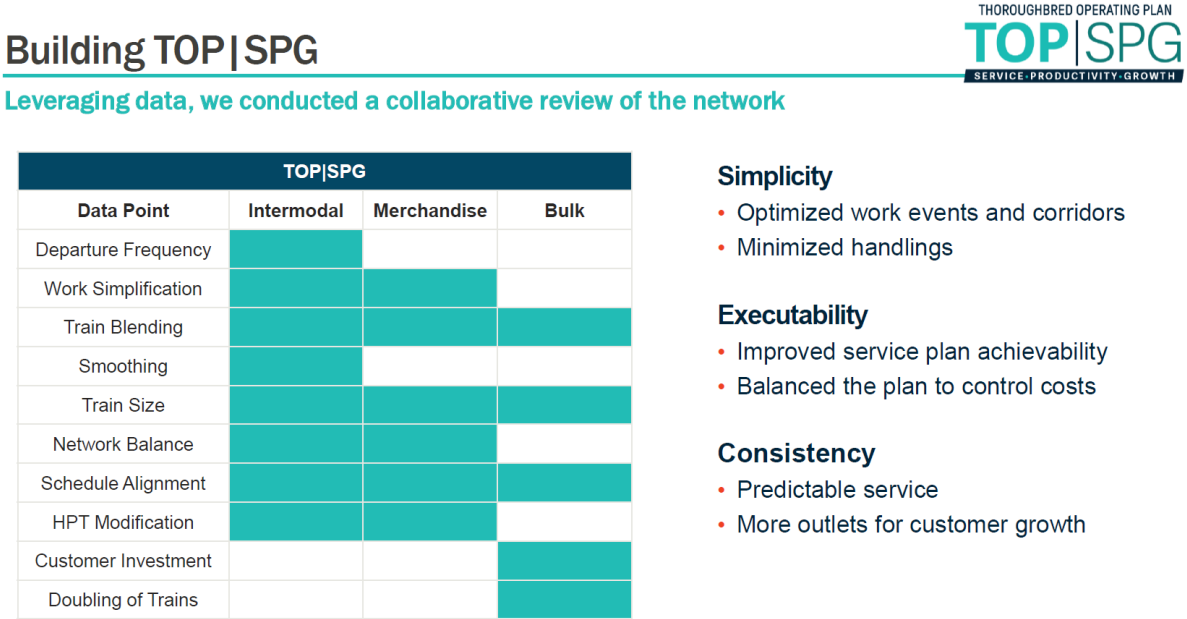 THOROUGHBRED OPERATING PLAN
TOP|SPG
SERVICE·PRODUCTIVITY·GROWTH
Building TOP|SPG
Leveraging data, we conducted a collaborative review of the network
TOP|SPG
Data Point Intermodal Merchandise Bulk
Departure Frequency
Work Simplification
Train Blending
Smoothing
Train Size
Network Balance
Schedule Alignment
HPT Modification
Customer Investment
Doubling of Trains
Simplicity
• Optimized work events and corridors
• Minimized handlings
Executability
• Improved service plan achievability
• Balanced the plan to control costs
Consistency
• Predictable service
• More outlets for customer growth